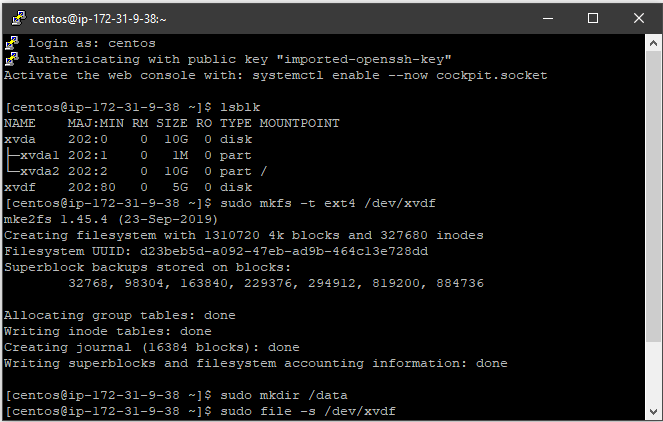 centos@ip-172-31-9-38:~
login as: centos
Authenticating with public key "imported-openssh-key"
Activate the web console with: systemctl enable --now cockpit.socket
[centos@ip-172-31-9-38 ~]$ lsblk
NAME    MAJ:MIN RM SIZE RO TYPE MOUNTPOINT
xvda    202:0    0  10G  0 disk
├─xvda1 202:1    0   1M  0 part
└─xvda2 202:2    0  10G  0 part /
xvdf    202:80   0   5G  0 disk
[centos@ip-172-31-9-38 ~]$ sudo mkfs -t ext4 /dev/xvdf
mke2fs 1.45.4 (23-Sep-2019)
Creating filesystem with 1310720 4k blocks and 327680 inodes
Filesystem UUID: d23beb5d-a092-47eb-ad9b-464c13e728dd
Superblock backups stored on blocks:
        32768, 98304, 163840, 229376, 294912, 819200, 884736
Allocating group tables: done
Writing inode tables: done
Creating journal (16384 blocks): done
Writing superblocks and filesystem accounting information: done
[centos@ip-172-31-9-38 ~]$ sudo mkdir /data
[centos@ip-172-31-9-38 ~]$ sudo file -s /dev/xvdf